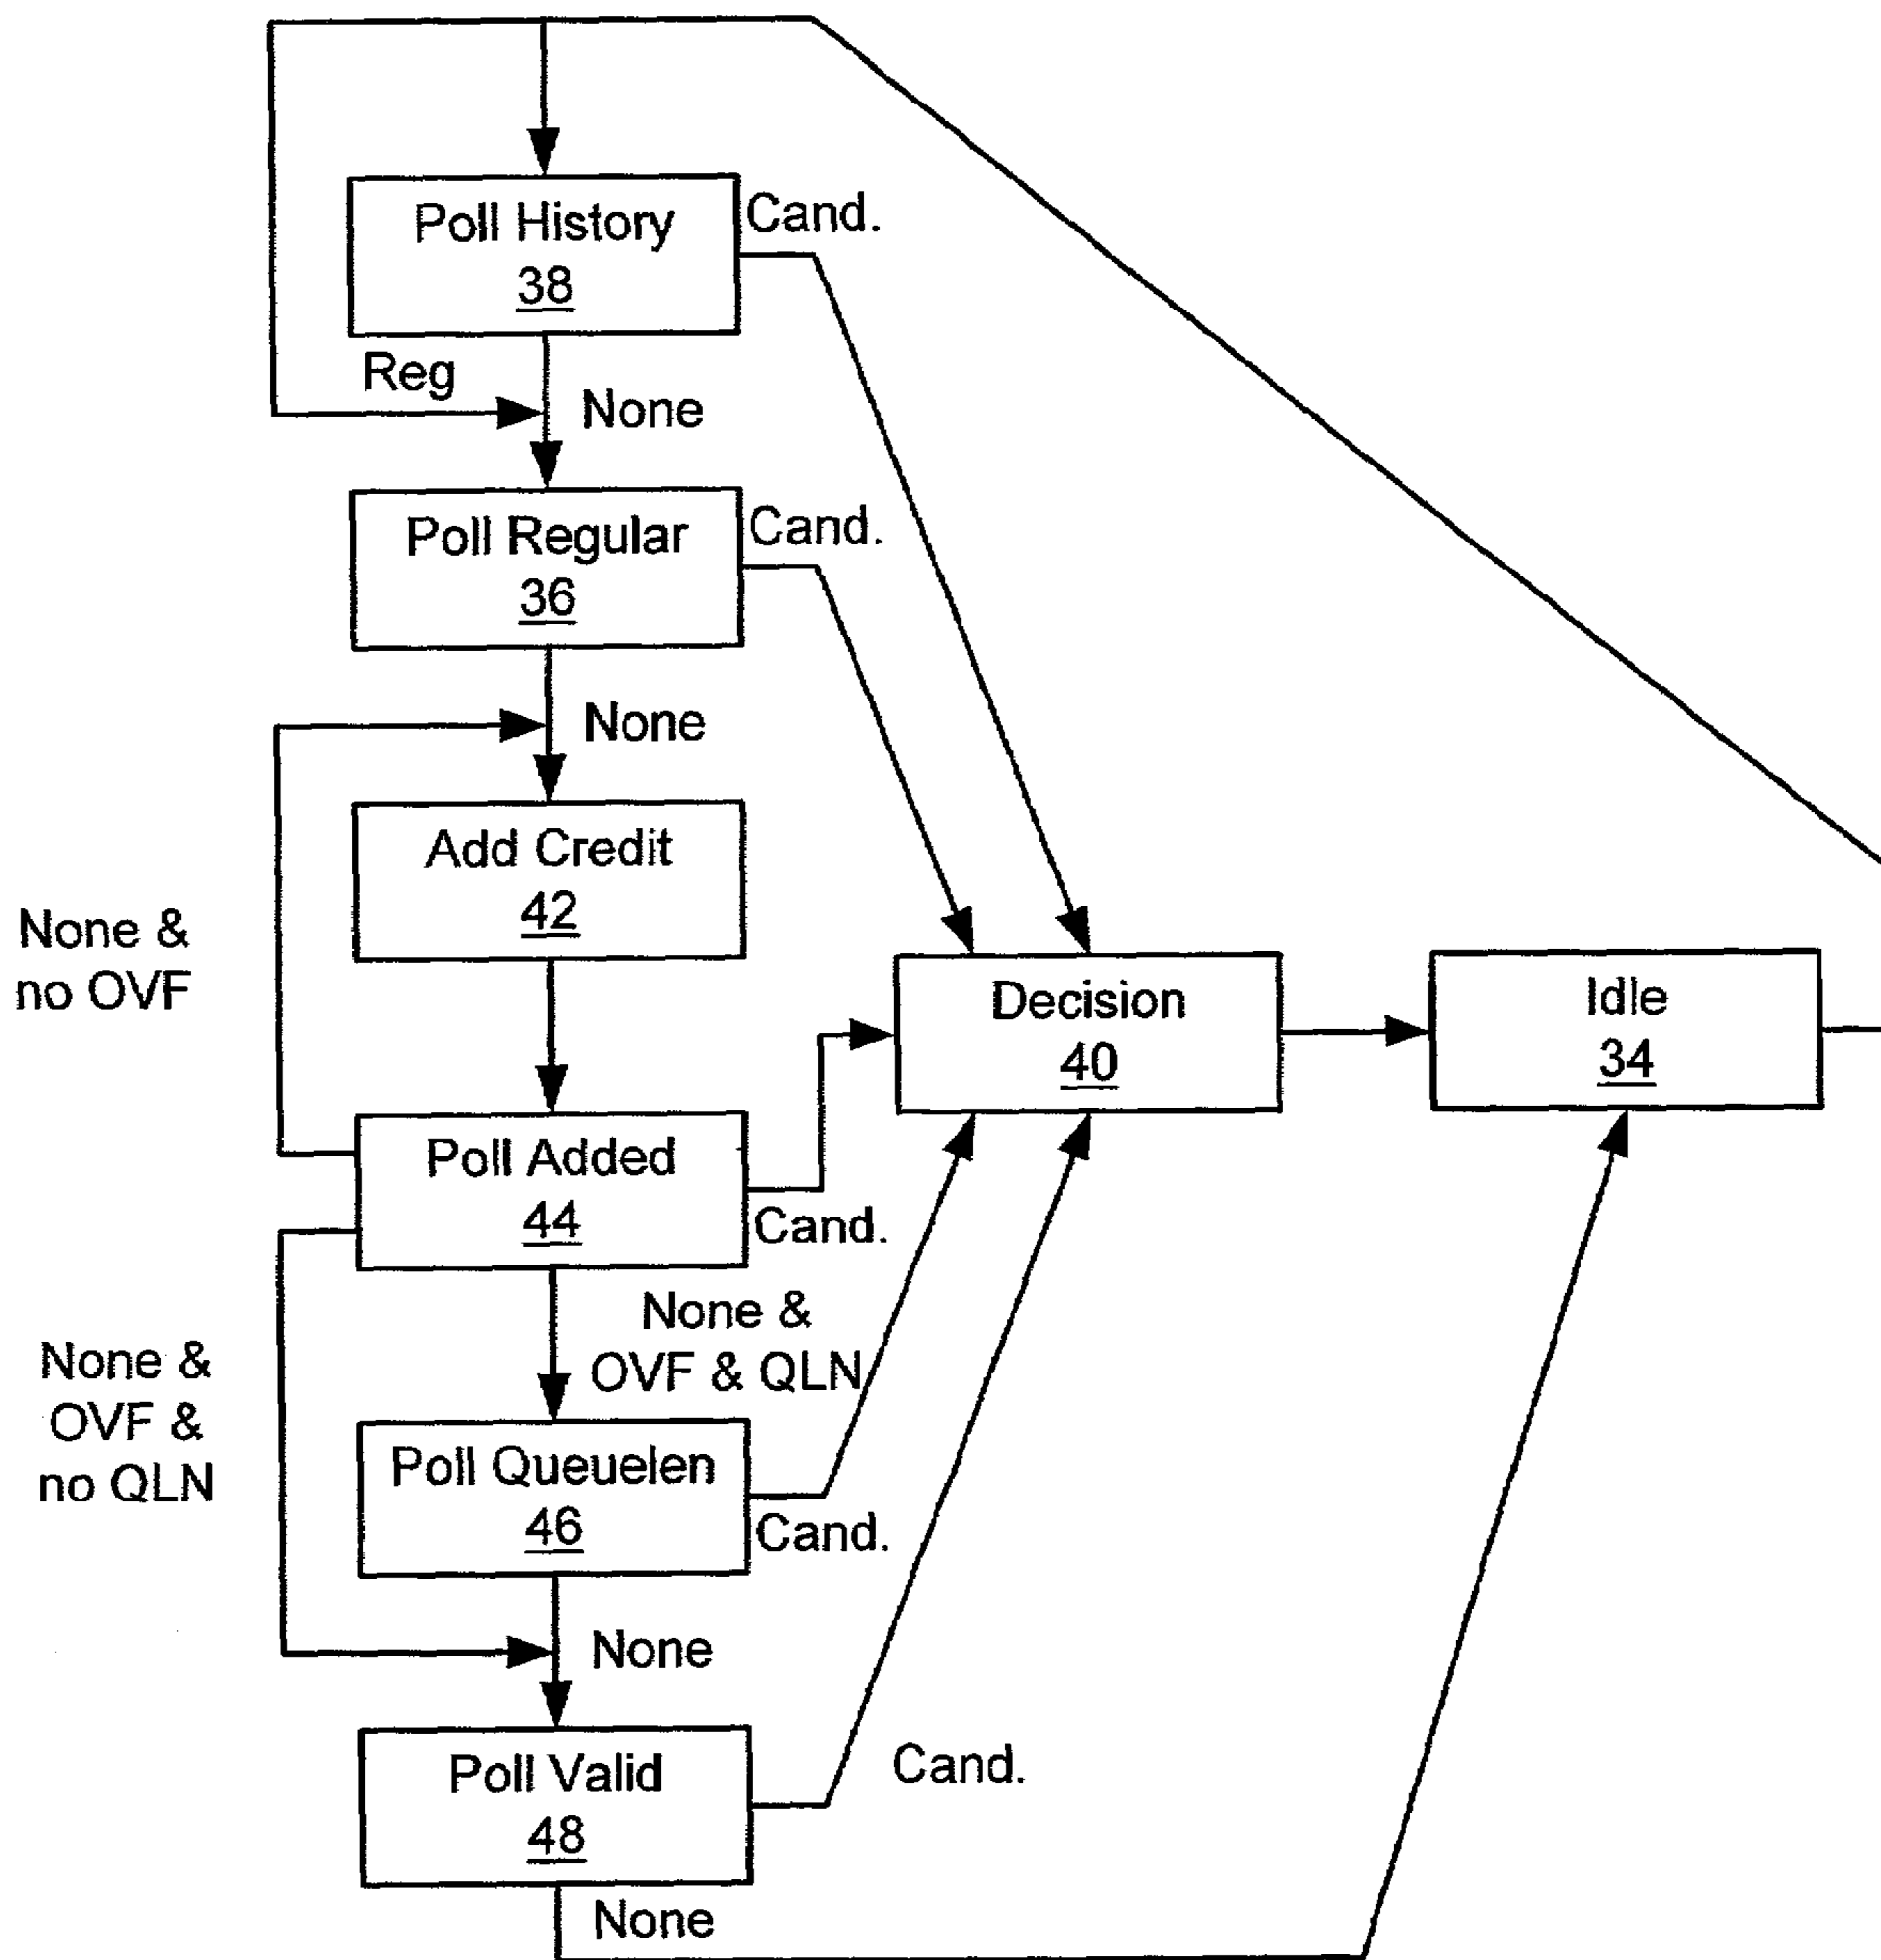 Poll History
38
Cand.
Reg
None
Poll Regular
36
Cand.
None
Add Credit
42
None &
no OVF
Decision
40
Idle
34
Poll Added
44
Cand.
None &
OVF & QLN
None &
OVF &
no QLN
Poll Queuelen
46
Cand.
None
Poll Valid
48
Cand.
None